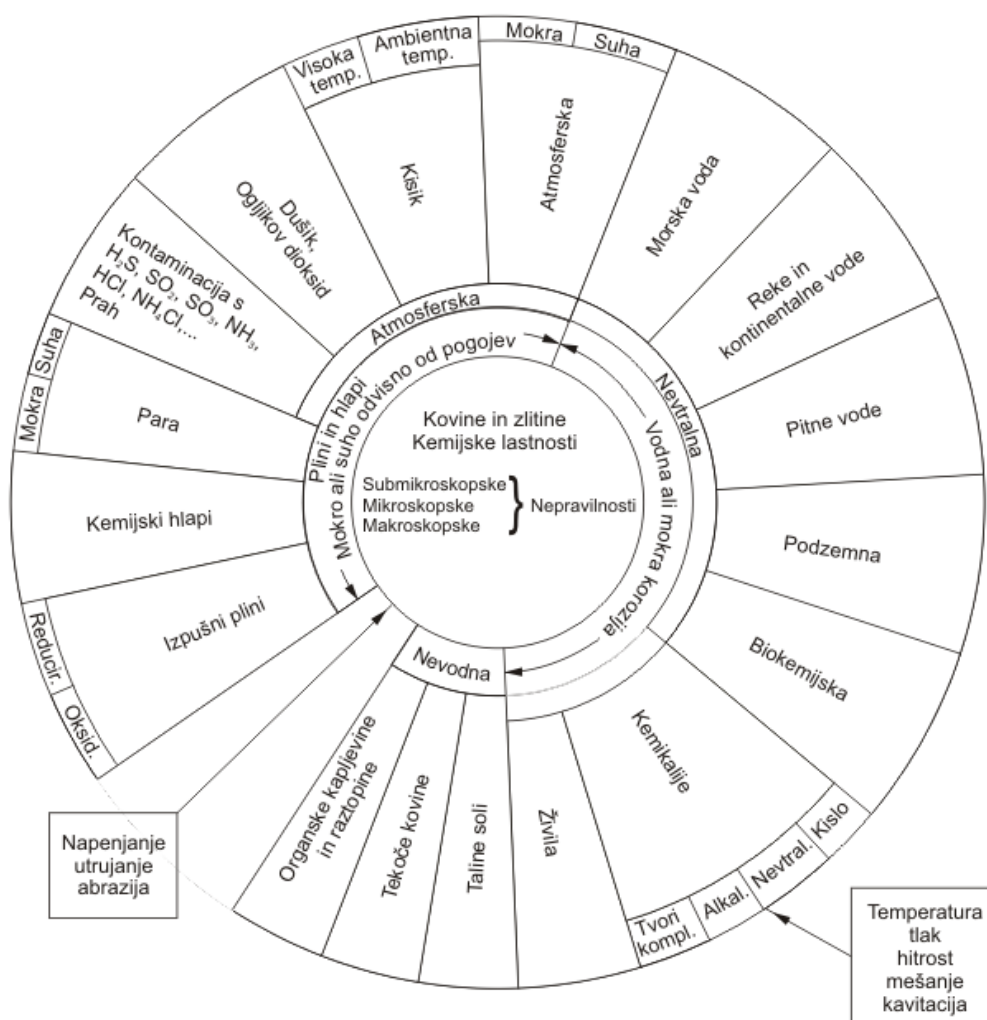 Visoka
temp.
Ambientna
temp.
Mokra
Suha
Atmosferska
Kisik
Dušik,
Ogljikov dioksid
Kontaminacija s
H₂S, SO₂, SO₃, NH₃,
HCl, NH₄Cl,...
Prah
Mokra
Suha
Para
Kemijski hlapi
Izpušni plini
Reducir.
Oksid.
Morska voda
Reke in
kontinentalne vode
Pitne vode
Podzemna
Biokemijska
Kemikalije
Kislo
Nevtral.
Alkal.
Tvori
kompl.
Živila
Taline soli
Tekoče kovine
Organske kapljevine
in raztopine
Atmosferska
Nevtralna
Nevodna
Plini in hlapi
Mokro ali suho odvisno od pogojev
Vodna ali mokra korozija
Kovine in zlitine
Kemijske lastnosti
Submikroskopske
Mikroskopske
Makroskopske
} Nepravilnosti
Napenjanje
utrujanje
abrazija
Temperatura
tlak
hitrost
mešanje
kavitacija